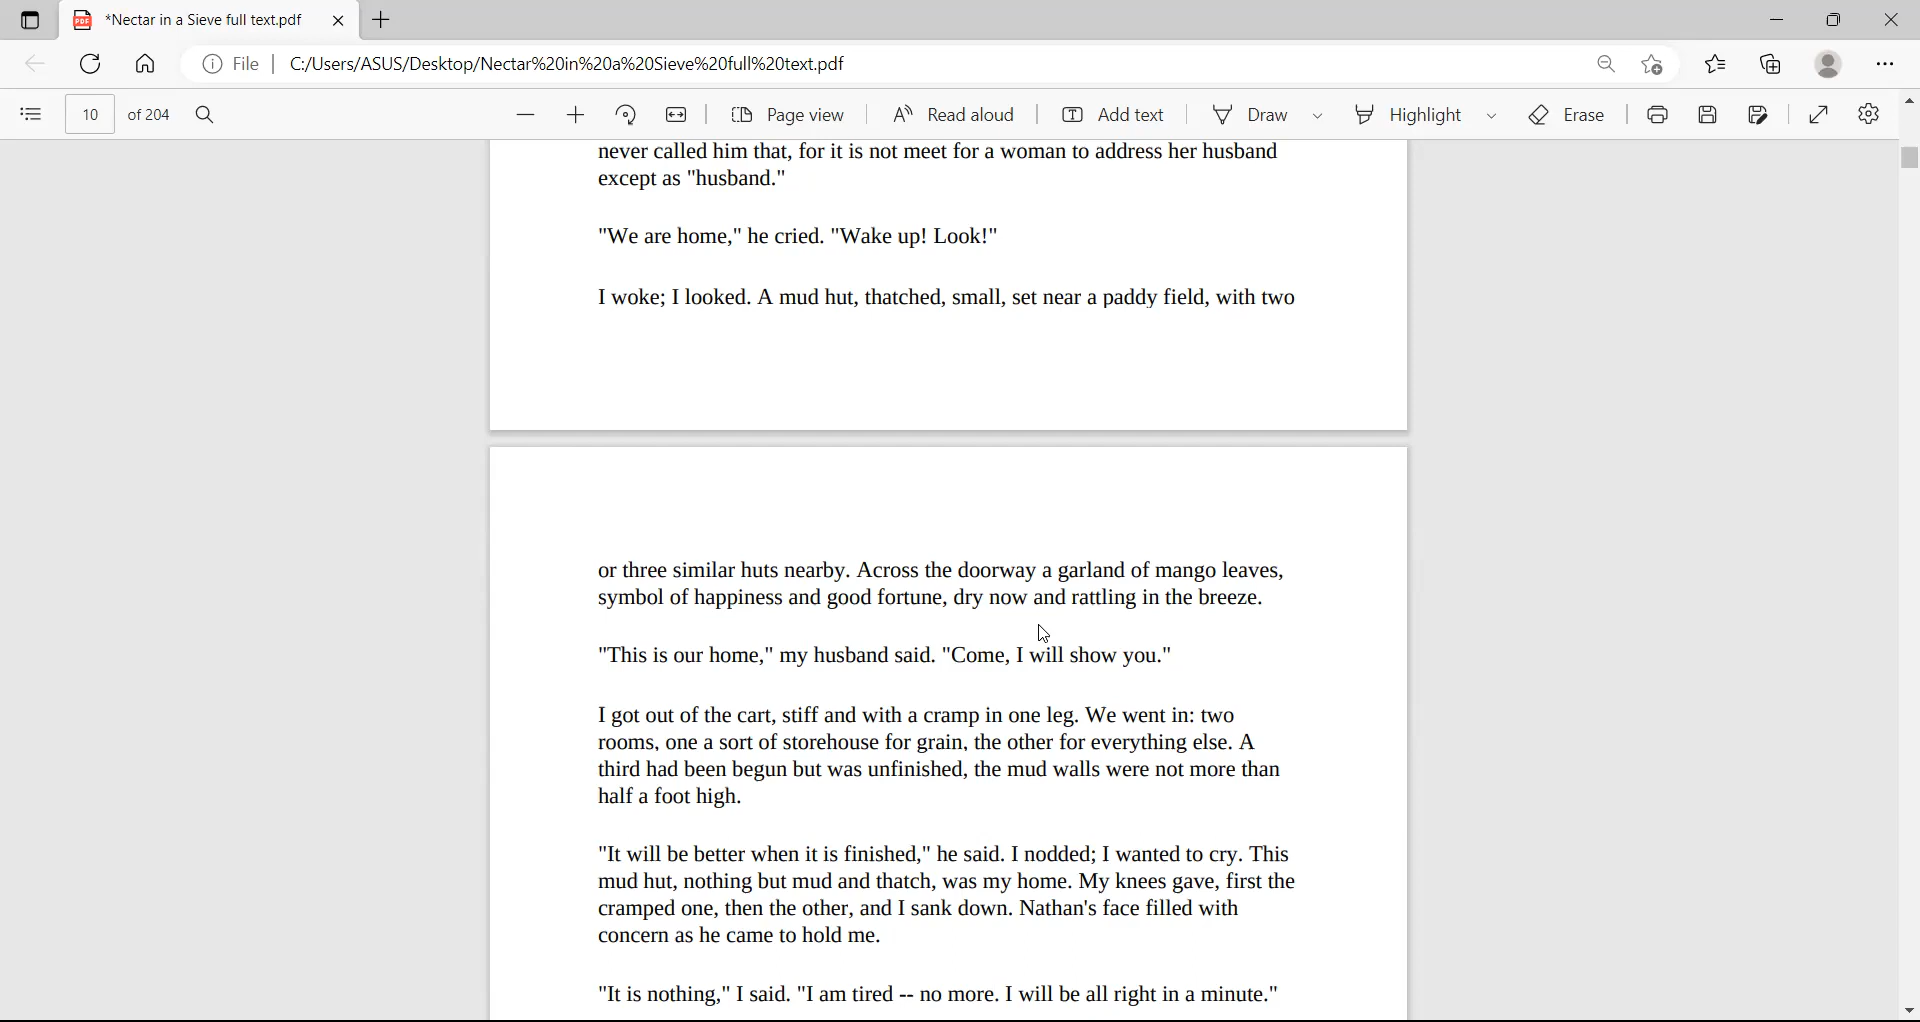 *Nectar in a Sieve full text.pdf
File C:/Users/ASUS/Desktop/Nectar%20in%20a%20Sieve%20full%20text.pdf
10 of 204 Page view Read aloud Add text Draw Highlight Erase
never called him that, for it is not meet for a woman to address her husband
except as "husband."
"We are home," he cried. "Wake up! Look!"
I woke; I looked. A mud hut, thatched, small, set near a paddy field, with two
or three similar huts nearby. Across the doorway a garland of mango leaves,
symbol of happiness and good fortune, dry now and rattling in the breeze.
"This is our home," my husband said. "Come, I will show you."
I got out of the cart, stiff and with a cramp in one leg. We went in: two
rooms, one a sort of storehouse for grain, the other for everything else. A
third had been begun but was unfinished, the mud walls were not more than
half a foot high.
"It will be better when it is finished," he said. I nodded; I wanted to cry. This
mud hut, nothing but mud and thatch, was my home. My knees gave, first the
cramped one, then the other, and I sank down. Nathan's face filled with
concern as he came to hold me.
"It is nothing," I said. "I am tired -- no more. I will be all right in a minute."